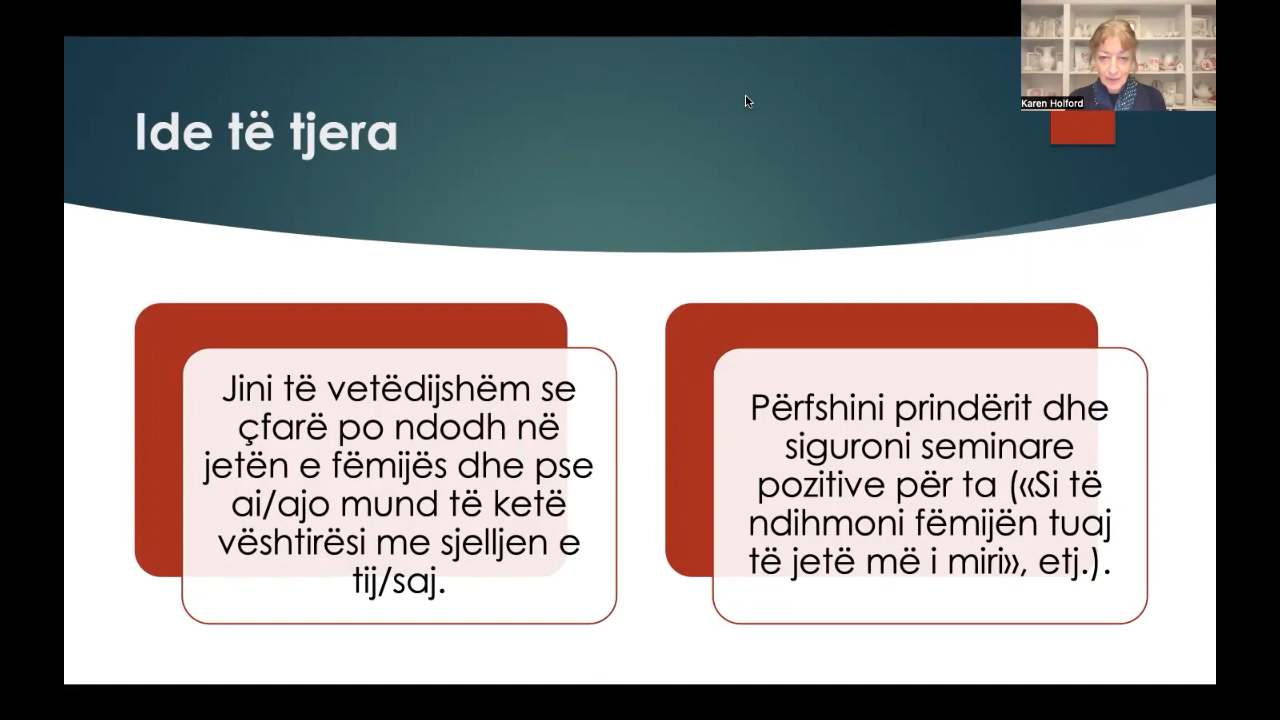 Karen Holford
Ide të tjera
Jini të vetëdijshëm se
çfarë po ndodh në
jetën e fëmijës dhe pse
ai/ajo mund të ketë
vështirësi me sjelljen e
tij/saj.
Përfshini prindërit dhe
siguroni seminare
pozitive për ta («Si të
ndihmoni fëmijën tuaj
të jetë më i miri», etj.).